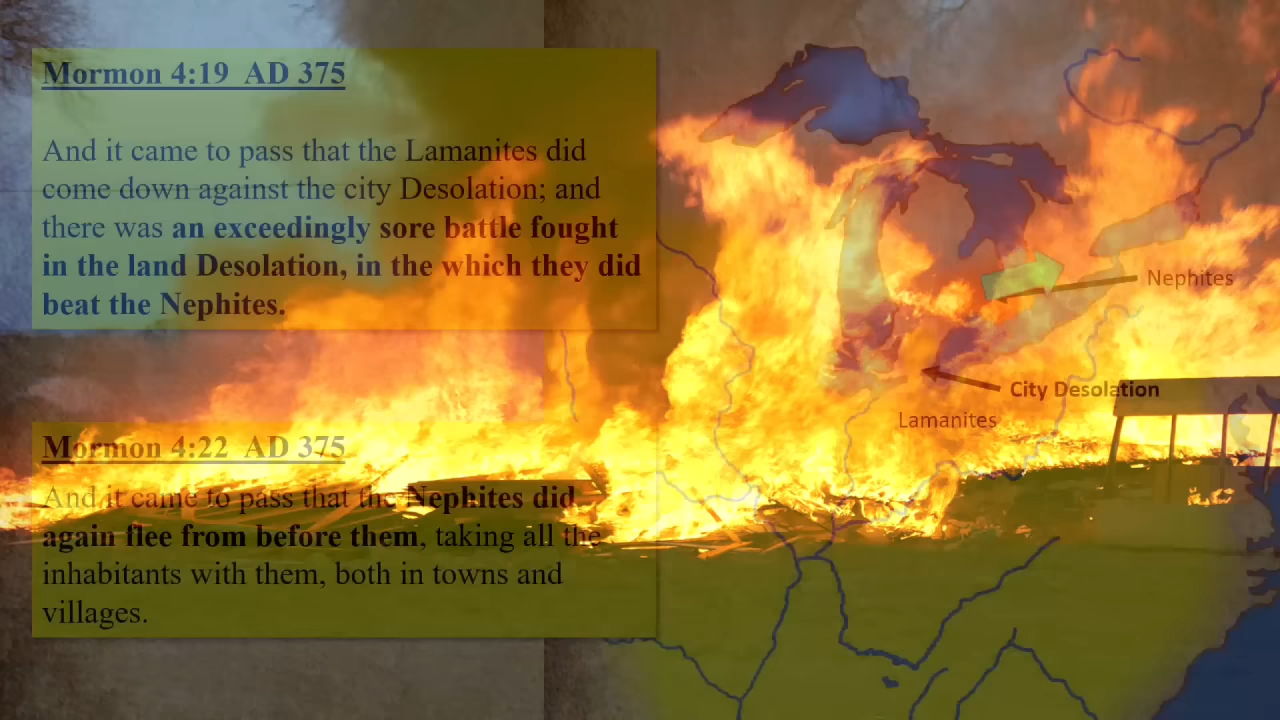 Mormon 4:19  AD 375
And it came to pass that the Lamanites did
come down against the city Desolation; and
there was an exceedingly sore battle fought
in the land Desolation, in the which they did
beat the Nephites.
Mormon 4:22  AD 375
And it came to pass that the Nephites did
again flee from before them, taking all the
inhabitants with them, both in towns and
villages.
Nephites
City Desolation
Lamanites